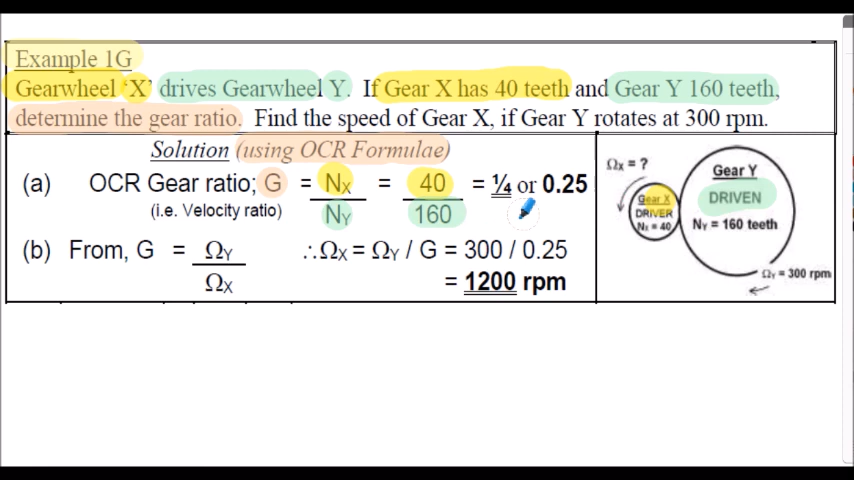 Example 1G
Gearwheel ‘X’ drives Gearwheel Y. If Gear X has 40 teeth and Gear Y 160 teeth,
determine the gear ratio. Find the speed of Gear X, if Gear Y rotates at 300 rpm.
Solution (using OCR Formulae)
(a) OCR Gear ratio; G = NX / NY = 40 / 160 = ¼ or 0.25
(i.e. Velocity ratio)
(b) From, G = ΩY / ΩX ∴ΩX = ΩY / G = 300 / 0.25
= 1200 rpm
ΩX = ?
Gear X
DRIVER
NX = 40
Gear Y
DRIVEN
NY = 160 teeth
ΩY = 300 rpm